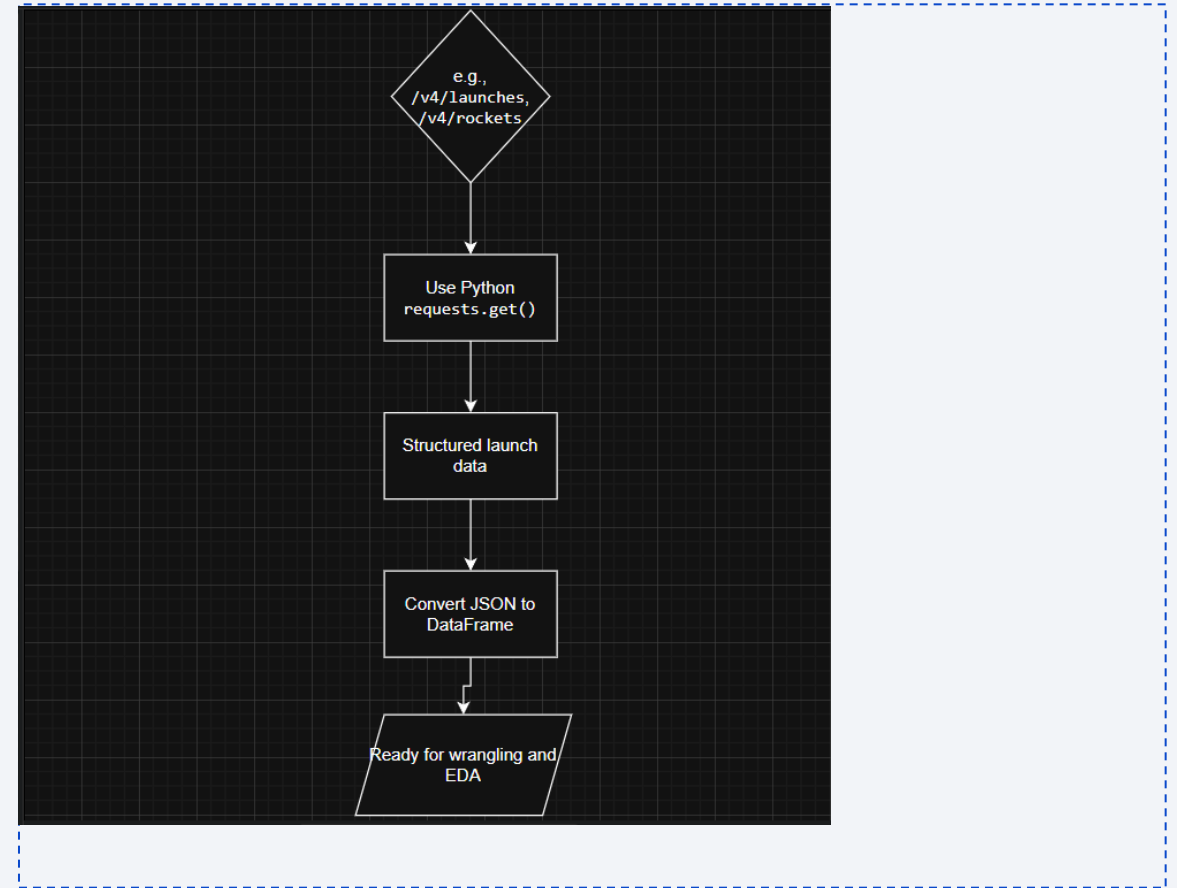 e.g.,
/v4/launches,
/v4/rockets
Use Python
requests.get()
Structured launch
data
Convert JSON to
DataFrame
Ready for wrangling and
EDA